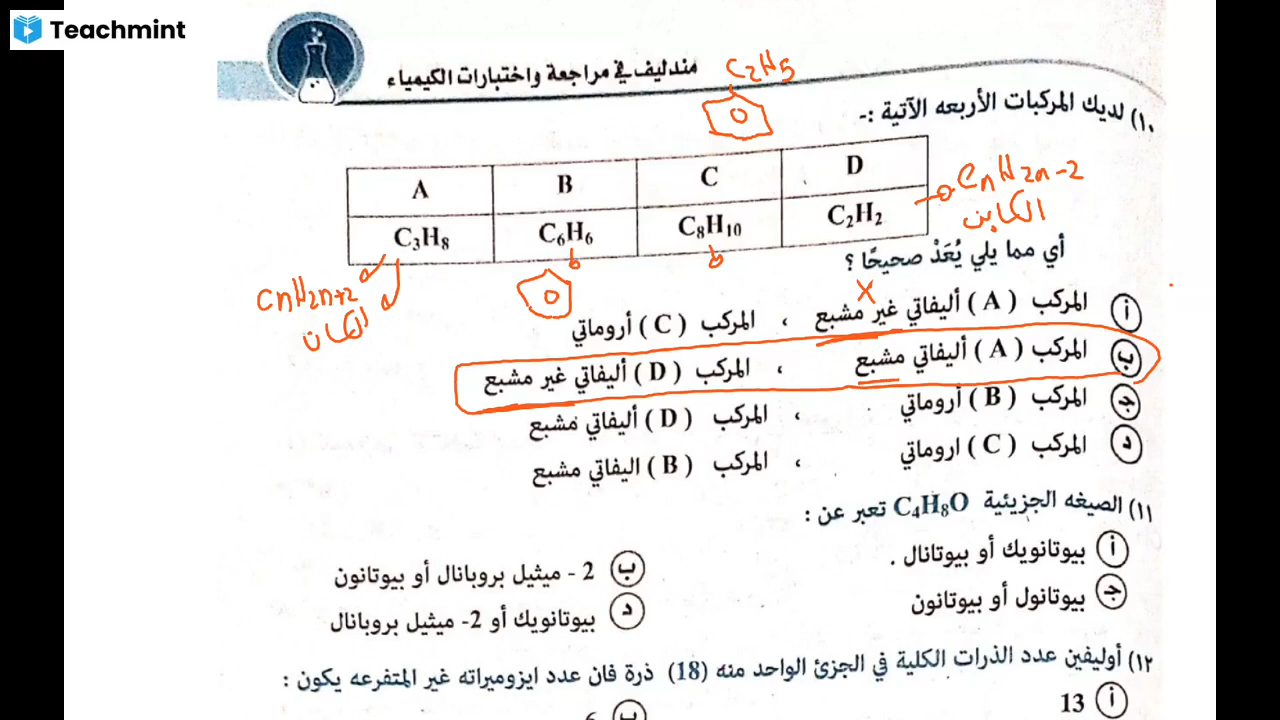 Teachmint
مندليف في مراجعة واختبارات الكيمياء
C2H5
١٠) لديك المركبات الأربعه الآتية :-
A B C D
C3H8 C6H6 C8H10 C2H2
CnH2n-2
الكاين
CnH2n+2
الكان
أي مما يلي يُعَدْ صحيحًا ؟
أ المركب ( A ) أليفاتي غير مشبع ، المركب ( C ) أروماتي
ب المركب ( A ) أليفاتي مشبع ، المركب ( D ) أليفاتي غير مشبع
ج المركب ( B ) أروماتي ، المركب ( D ) أليفاتي مشبع
د المركب ( C ) اروماتي ، المركب ( B ) اليفاتي مشبع
١١) الصيغه الجزيئية C4H8O تعبر عن :
أ بيوتانويك أو بيوتانال .
ب 2 - ميثيل بروبانال أو بيوتانون
ج بيوتانول أو بيوتانون
د بيوتانويك أو 2- ميثيل بروبانال
١٢) أوليفين عدد الذرات الكلية في الجزئ الواحد منه (18) ذرة فان عدد ايزوميراته غير المتفرعه يكون :
أ 13
ب 6